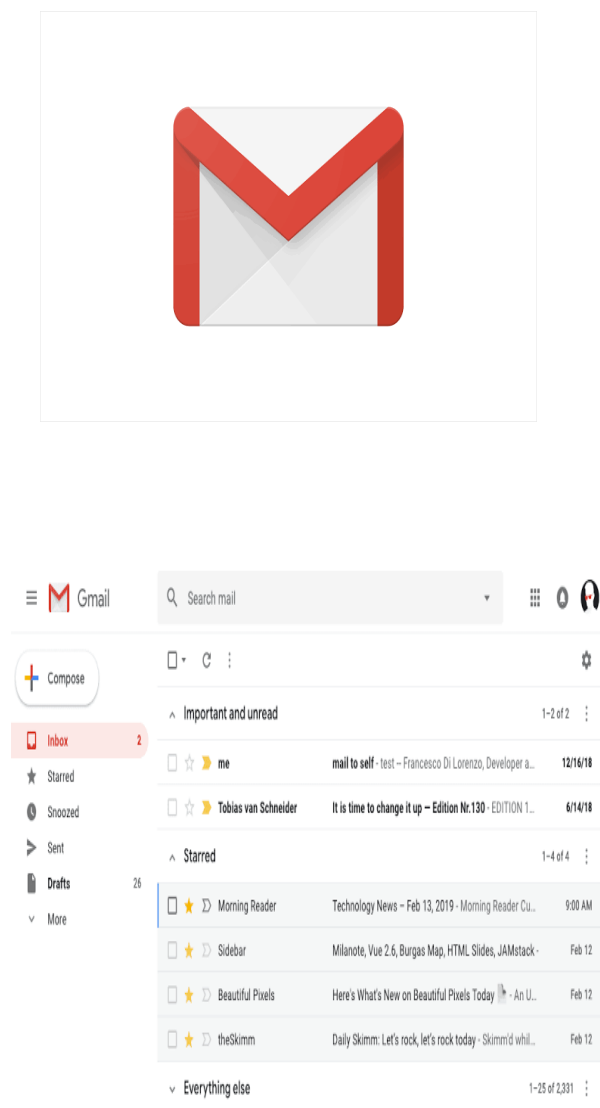 Gmail Search mail
Compose
Important and unread 1–2 of 2
Inbox 2
me mail to self - test – Francesco Di Lorenzo, Developer a... 12/16/18
Starred
Snoozed
Tobias van Schneider It is time to change it up – Edition Nr.130 - EDITION 1... 6/14/18
Sent
Starred 1–4 of 4
Drafts 26
Morning Reader Technology News – Feb 13, 2019 - Morning Reader Cu... 9:00 AM
More
Sidebar Milanote, Vue 2.6, Burgas Map, HTML Slides, JAMstack - Feb 12
Beautiful Pixels Here's What's New on Beautiful Pixels Today - An U... Feb 12
theSkimm Daily Skimm: Let's rock, let's rock today - Skimm'd whil... Feb 12
Everything else 1–25 of 2,331